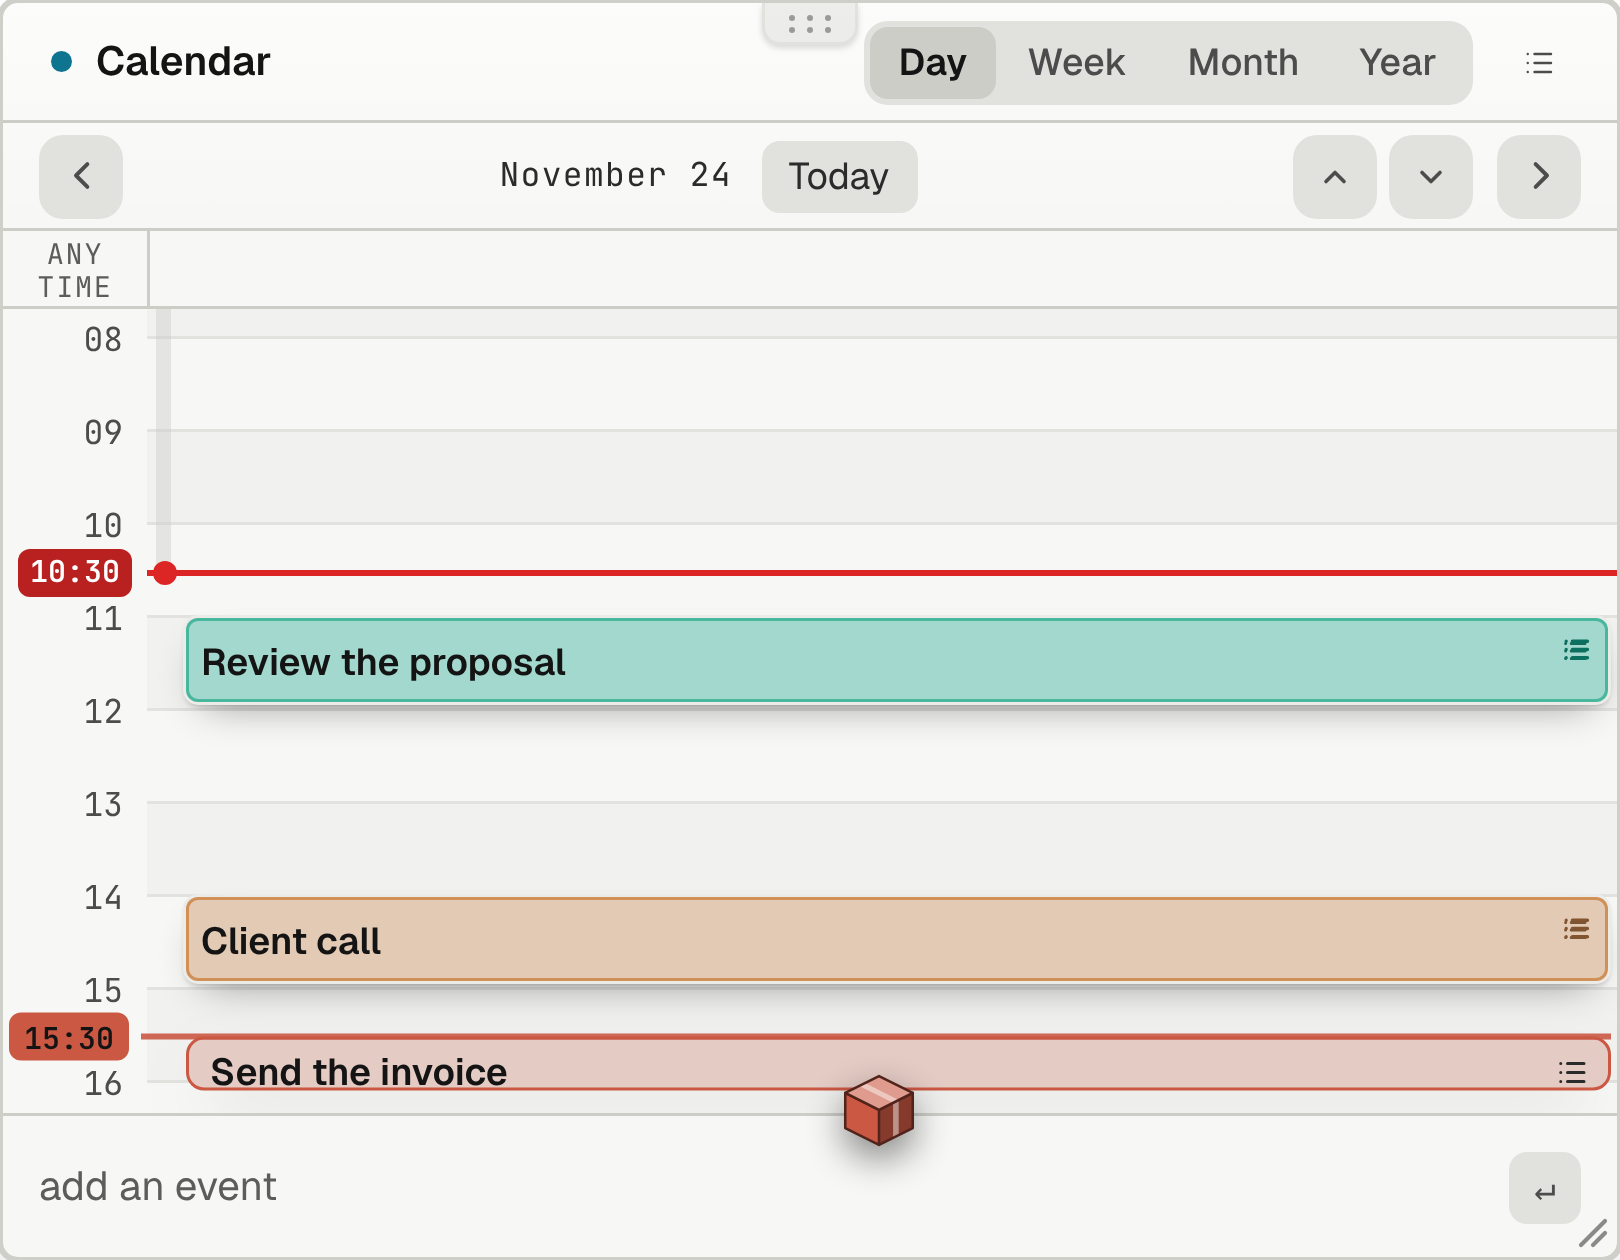 Calendar
Day Week Month Year
November 24 Today
ANY
TIME
08
09
10
10:30
11
Review the proposal
12
13
14
Client call
15
15:30
Send the invoice
16
add an event